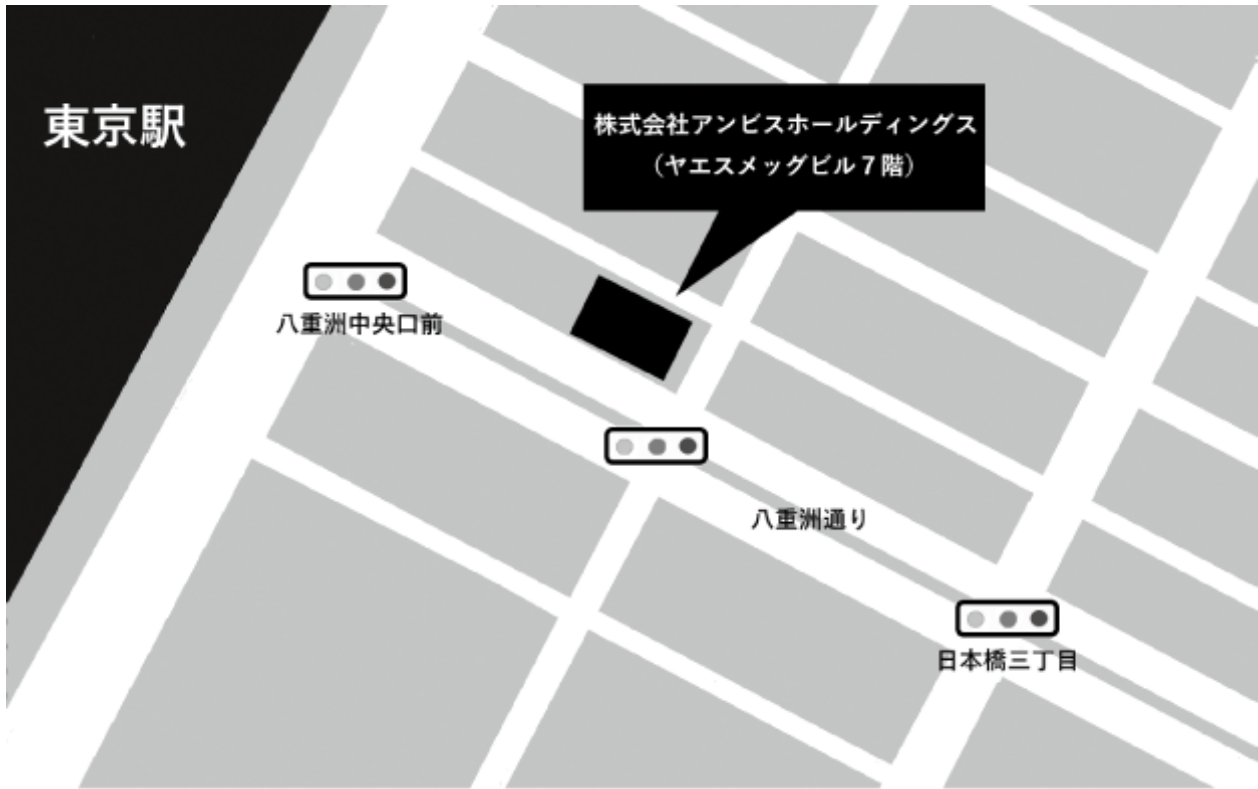 東京駅
株式会社アンビスホールディングス
（ヤエスメッグビル７階）
八重洲中央口前
八重洲通り
日本橋三丁目